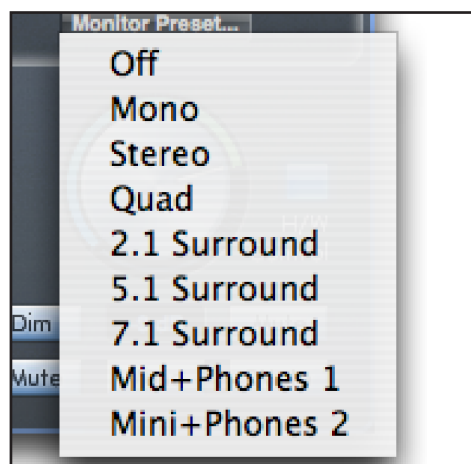 Monitor Preset...
Off
Mono
Stereo
Quad
2.1 Surround
5.1 Surround
7.1 Surround
Dim
Mid+Phones 1
Mute
Mini+Phones 2